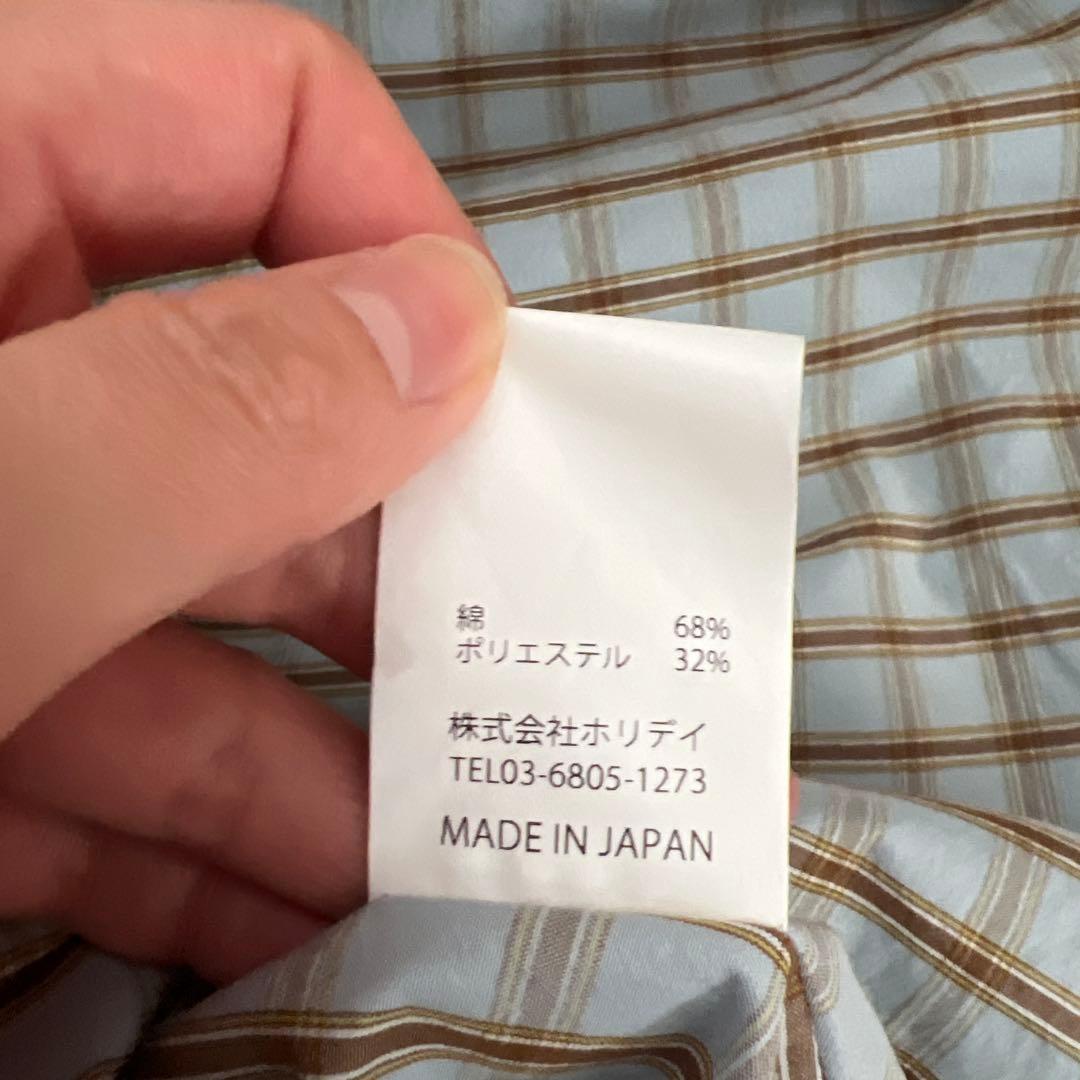 綿 68%
ポリエステル 32%
株式会社ホリデイ
TEL03-6805-1273
MADE IN JAPAN